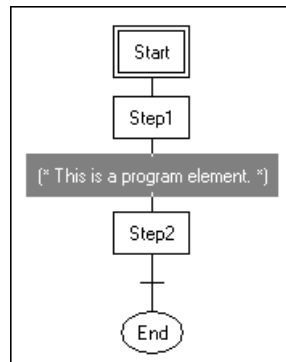 Start
Step1
(* This is a program element. *)
Step2
End